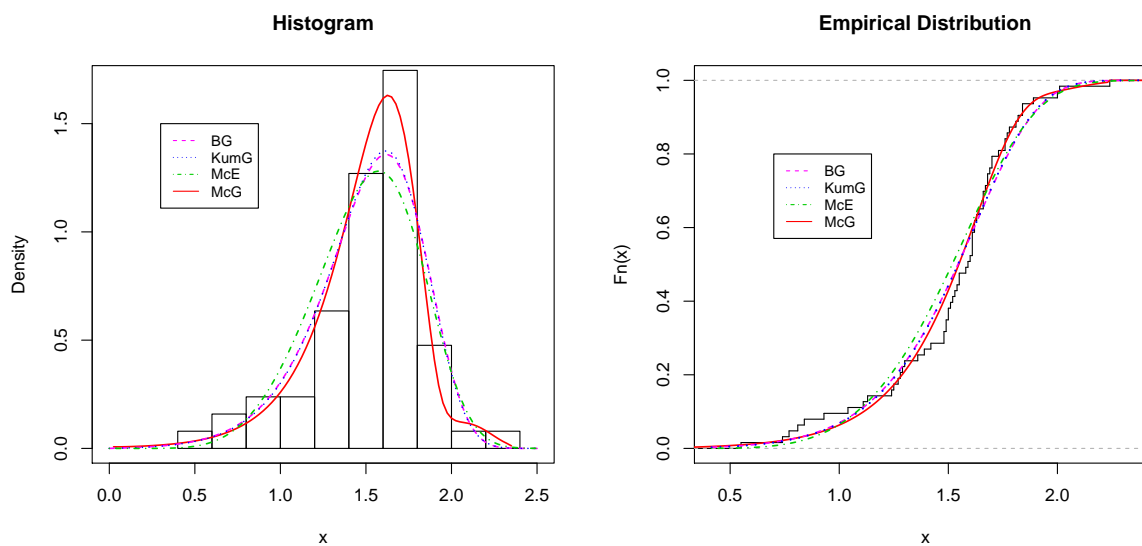 Histogram
Density
0.0
0.5
1.0
1.5
BG
KumG
McE
McG
0.0 0.5 1.0 1.5 2.0 2.5
x
Empirical Distribution
Fn(x)
0.0
0.2
0.4
0.6
0.8
1.0
BG
KumG
McE
McG
0.5 1.0 1.5 2.0
x